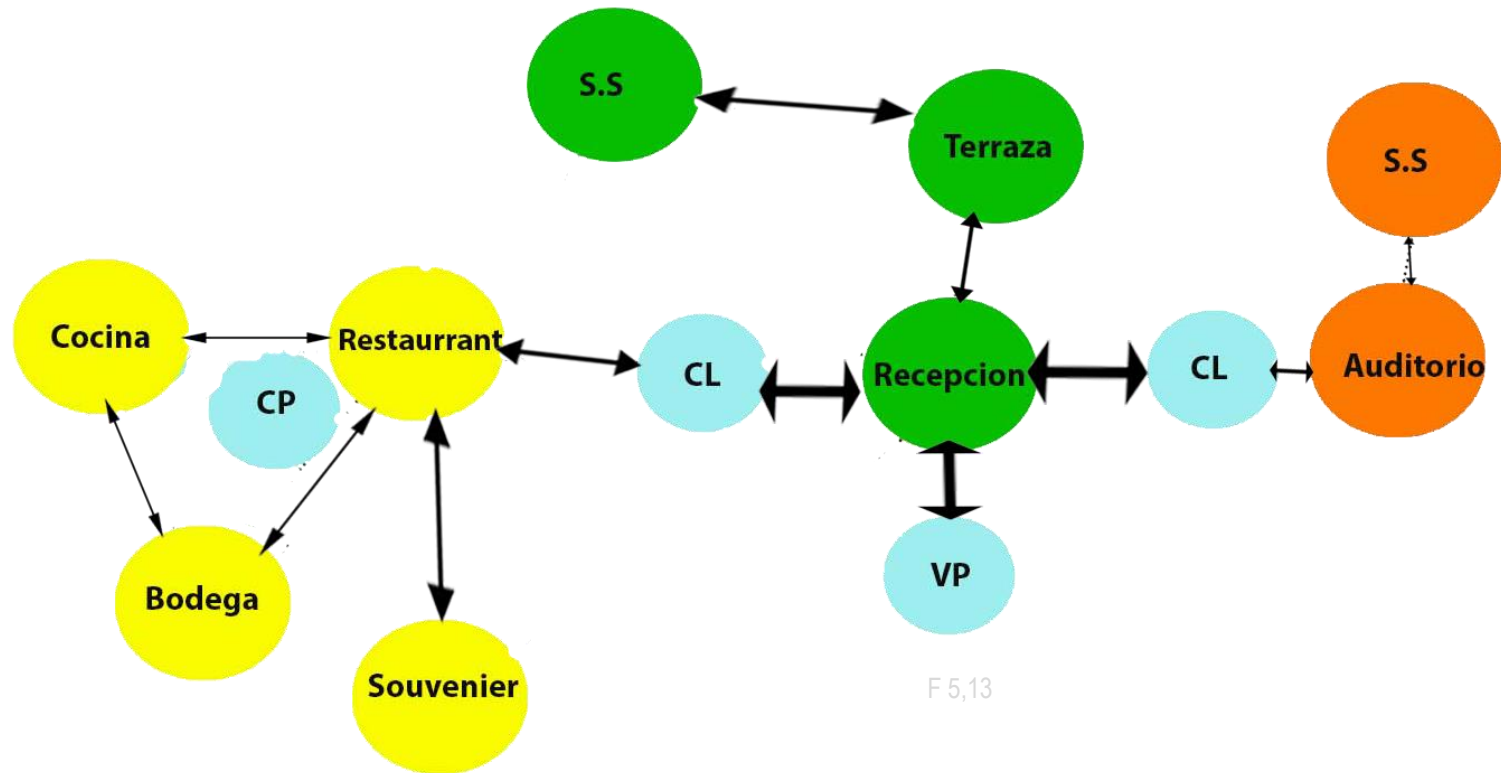 S.S
Terraza
S.S
Cocina
Restaurrant
CL
Recepcion
CL
Auditorio
CP
VP
Bodega
Souvenier
F 5,13